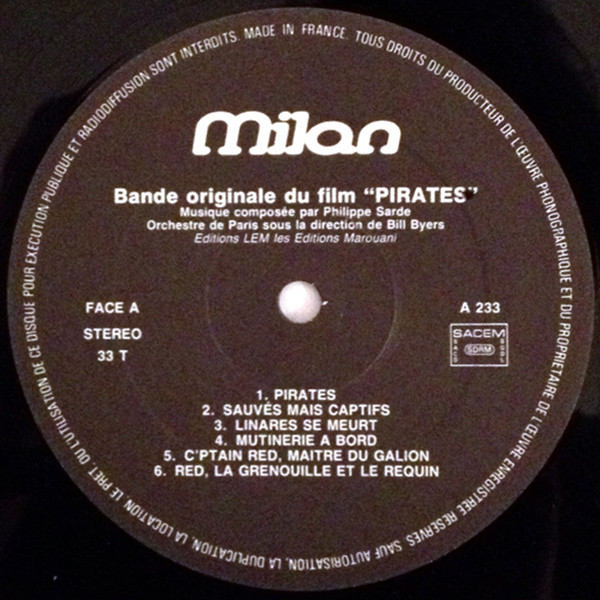 MADE IN FRANCE. TOUS DROITS DU PRODUCTEUR DE L'ŒUVRE PHONOGRAPHIQUE ET DU PROPRIETAIRE DE L'ŒUVRE ENREGISTREE RESERVES. SAUF AUTORISATION, LA DUPLICATION, LA LOCATION, LE PRET OU L'UTILISATION DE CE DISQUE POUR EXECUTION PUBLIQUE ET RADIODIFFUSION SONT INTERDITS.
Milan
Bande originale du film “PIRATES”
Musique composée par Philippe Sarde
Orchestre de Paris sous la direction de Bill Byers
Editions LEM les Editions Marouani
FACE A
STEREO
33 T
A 233
SACEM
SACD
SDRM
SGDL
1. PIRATES
2. SAUVÉS MAIS CAPTIFS
3. LINARES SE MEURT
4. MUTINERIE A BORD
5. C'PTAIN RED, MAITRE DU GALION
6. RED, LA GRENOUILLE ET LE REQUIN